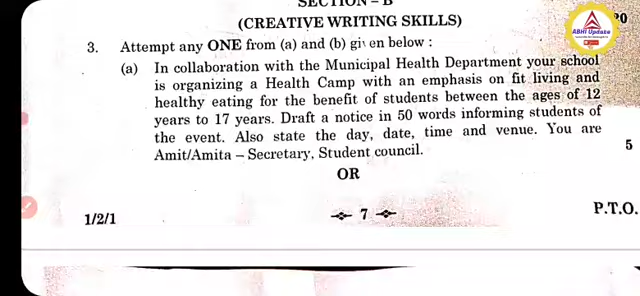 SECTION – B
(CREATIVE WRITING SKILLS)
3. Attempt any ONE from (a) and (b) given below :
(a) In collaboration with the Municipal Health Department your school
is organizing a Health Camp with an emphasis on fit living and
healthy eating for the benefit of students between the ages of 12
years to 17 years. Draft a notice in 50 words informing students of
the event. Also state the day, date, time and venue. You are
Amit/Amita – Secretary, Student council. 5
OR
1/2/1 7 P.T.O.
ABHI Update